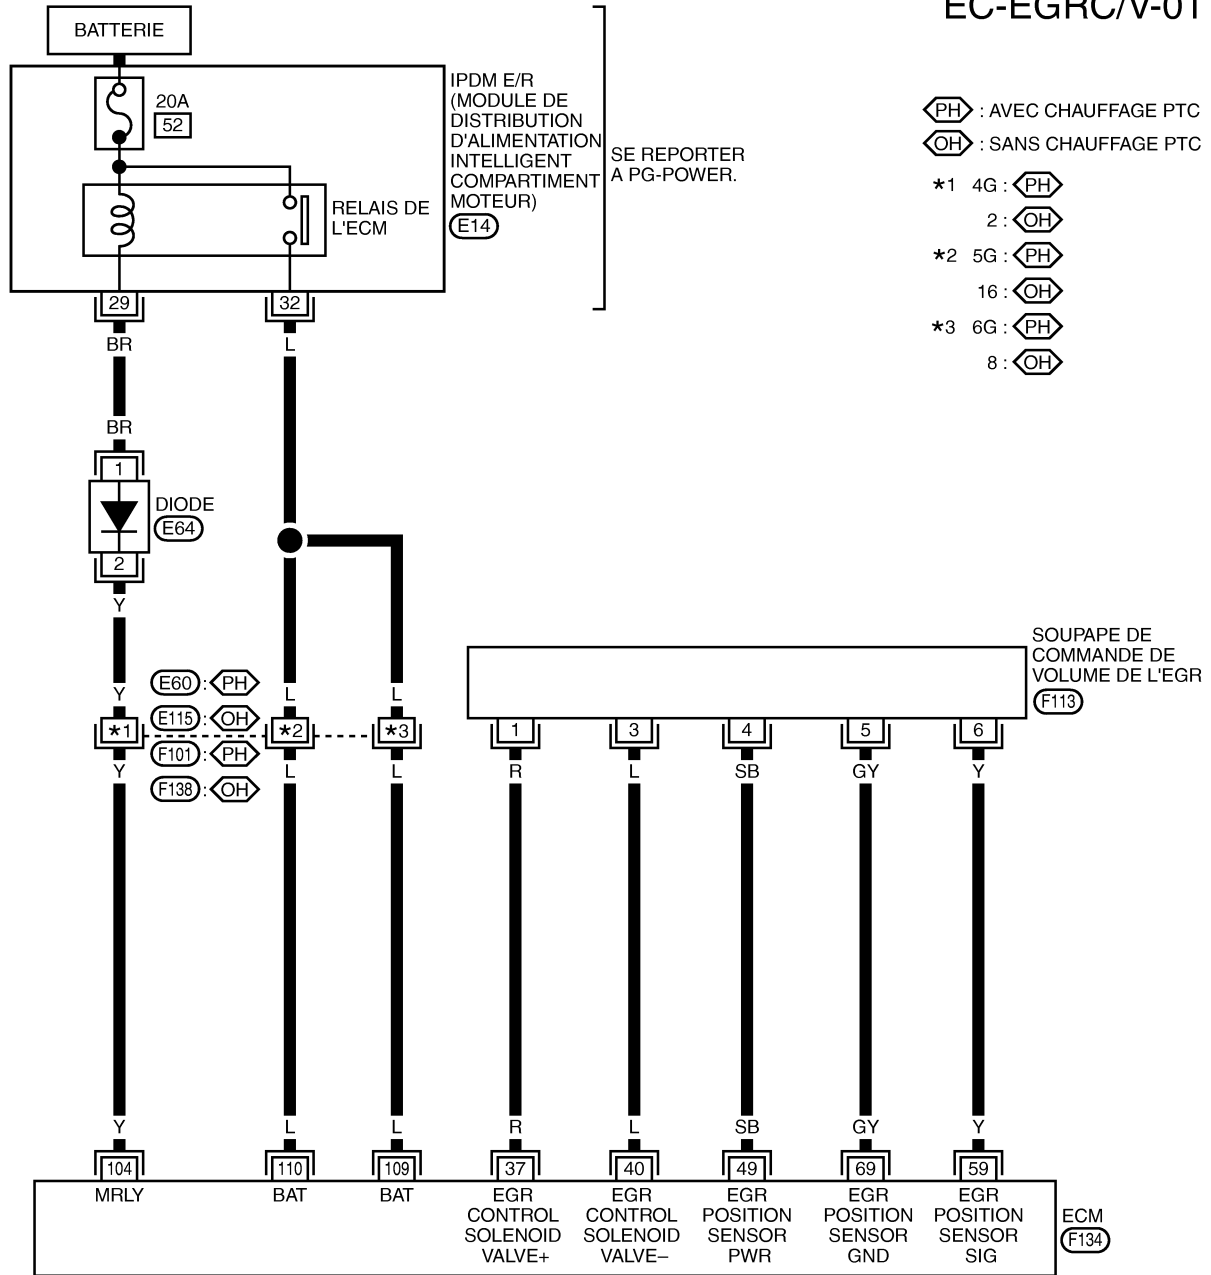 EC-EGRC/V-01
BATTERIE
20A
52
IPDM E/R
(MODULE DE
DISTRIBUTION
D'ALIMENTATION
INTELLIGENT
COMPARTIMENT
MOTEUR)
E14
SE REPORTER
A PG-POWER.
RELAIS DE
L'ECM
PH : AVEC CHAUFFAGE PTC
OH : SANS CHAUFFAGE PTC
*1 4G : PH
2 : OH
*2 5G : PH
16 : OH
*3 6G : PH
8 : OH
29 32
BR L
BR
1
DIODE
E64
2
Y
SOUPAPE DE
COMMANDE DE
VOLUME DE L'EGR
F113
Y L L
E60 : PH
E115 : OH
*1 *2 *3
F101 : PH
F138 : OH
1 3 4 5 6
Y L L R L SB GY Y
Y L L R L SB GY Y
104 110 109 37 40 49 69 59
MRLY
BAT
BAT
EGR
CONTROL
SOLENOID
VALVE+
EGR
CONTROL
SOLENOID
VALVE–
EGR
POSITION
SENSOR
PWR
EGR
POSITION
SENSOR
GND
EGR
POSITION
SENSOR
SIG
ECM
F134